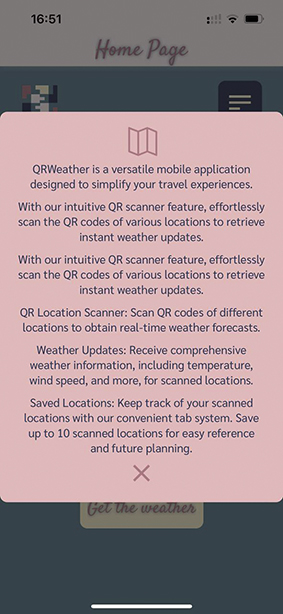 16:51
Home Page
QRWeather is a versatile mobile application
designed to simplify your travel experiences.
With our intuitive QR scanner feature, effortlessly
scan the QR codes of various locations to retrieve
instant weather updates.
With our intuitive QR scanner feature, effortlessly
scan the QR codes of various locations to retrieve
instant weather updates.
QR Location Scanner: Scan QR codes of different
locations to obtain real-time weather forecasts.
Weather Updates: Receive comprehensive
weather information, including temperature,
wind speed, and more, for scanned locations.
Saved Locations: Keep track of your scanned
locations with our convenient tab system. Save
up to 10 scanned locations for easy reference
and future planning.
Get the weather